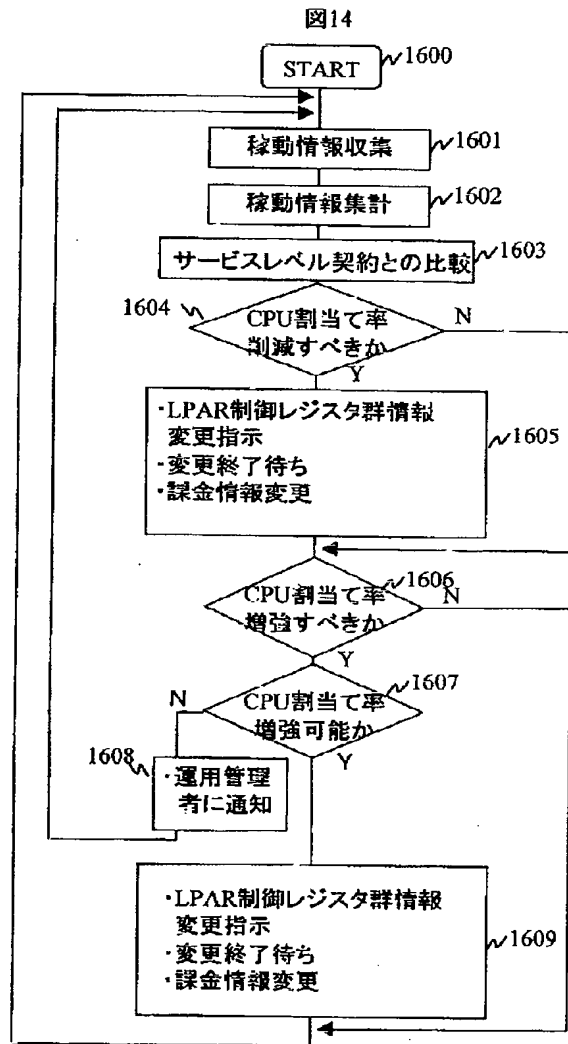 図14
START
1600
稼動情報収集
1601
稼動情報集計
1602
サービスレベル契約との比較
1603
1604
CPU割当て率
削減すべきか
N
Y
・LPAR制御レジスタ群情報
変更指示
・変更終了待ち
・課金情報変更
1605
CPU割当て率
増強すべきか
1606
N
Y
CPU割当て率
増強可能か
1607
N
Y
1608
・運用管理
者に通知
・LPAR制御レジスタ群情報
変更指示
・変更終了待ち
・課金情報変更
1609